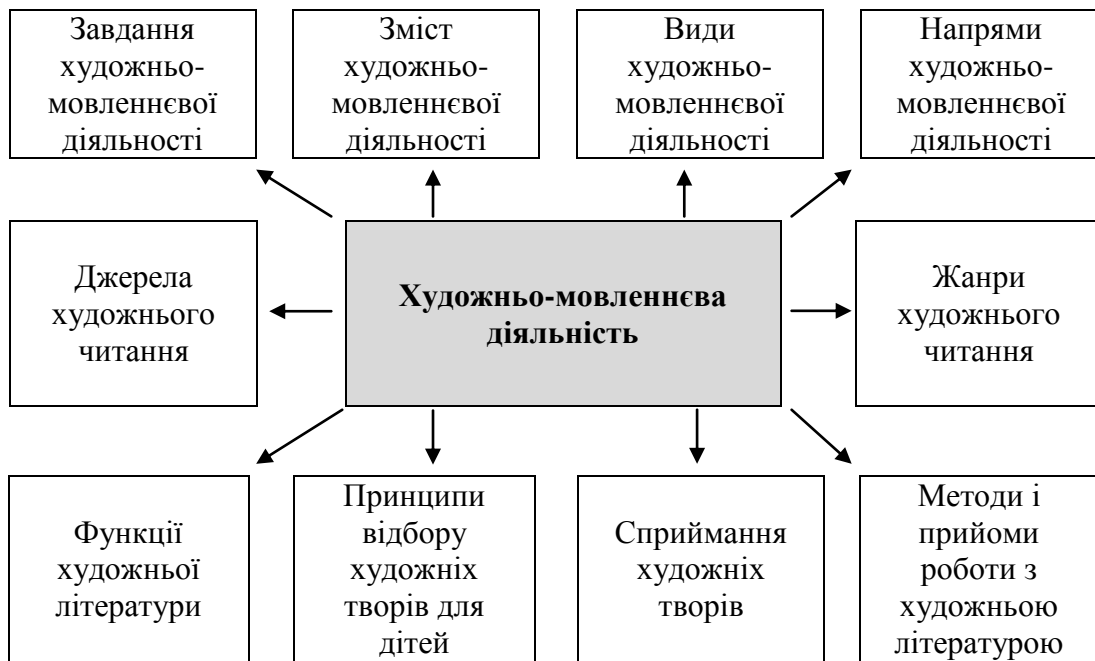 Завдання
художньо-
мовленнєвої
діяльності
Зміст
художньо-
мовленнєвої
діяльності
Види
художньо-
мовленнєвої
діяльності
Напрями
художньо-
мовленнєвої
діяльності
Джерела
художнього
читання
Художньо-мовленнєва
діяльність
Жанри
художнього
читання
Функції
художньої
літератури
Принципи
відбору
художніх
творів для
дітей
Сприймання
художніх
творів
Методи і
прийоми
роботи з
художньою
літературою